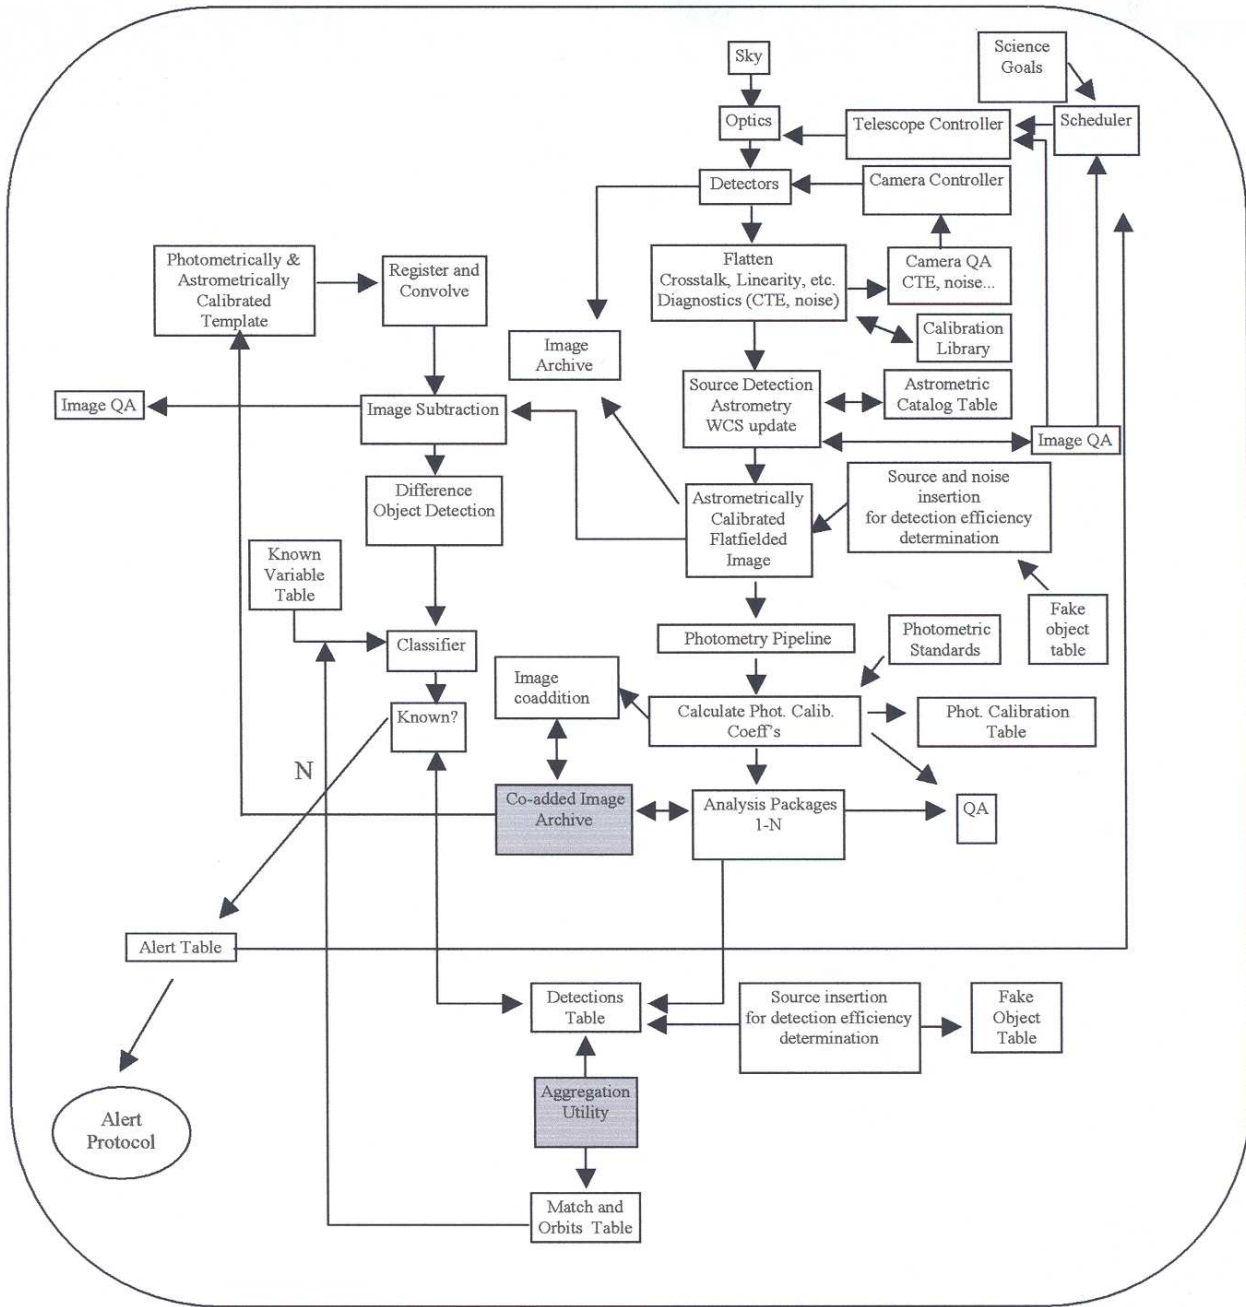 Sky
Science
Goals
Optics
Telescope Controller
Scheduler
Detectors
Camera Controller
Photometrically &
Astrometrically
Calibrated
Template
Register and
Convolve
Flatten
Crosstalk, Linearity, etc.
Diagnostics (CTE, noise)
Camera QA
CTE, noise...
Image
Archive
Calibration
Library
Image QA
Image Subtraction
Source Detection
Astrometry
WCS update
Astrometric
Catalog Table
Image QA
Difference
Object Detection
Astrometrically
Calibrated
Flatfielded
Image
Source and noise
insertion
for detection efficiency
determination
Known
Variable
Table
Classifier
Photometry Pipeline
Photometric
Standards
Fake
object
table
Image
coaddition
Known?
Calculate Phot. Calib.
Coeff's
Phot. Calibration
Table
N
Co-added Image
Archive
Analysis Packages
1-N
QA
Alert Table
Detections
Table
Source insertion
for detection efficiency
determination
Fake
Object
Table
Aggregation
Utility
Alert
Protocol
Match and
Orbits Table